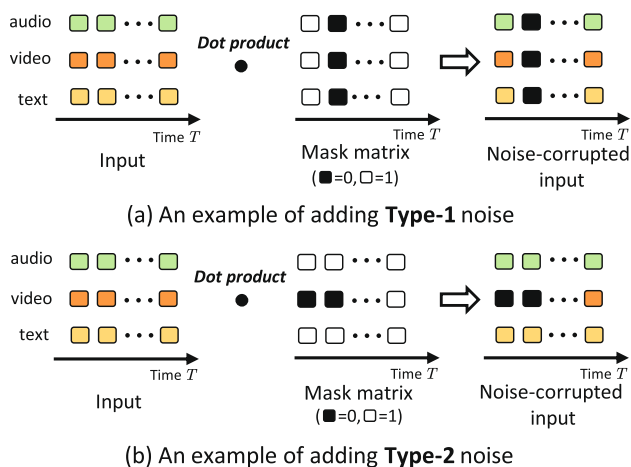 audio
video
text
Dot product
Time T
Input
Mask matrix
(■=0,□=1)
Noise-corrupted
input
Time T
Time T
(a) An example of adding Type-1 noise
audio
video
text
Dot product
Time T
Input
Time T
Mask matrix
(■=0,□=1)
Time T
Noise-corrupted
input
(b) An example of adding Type-2 noise